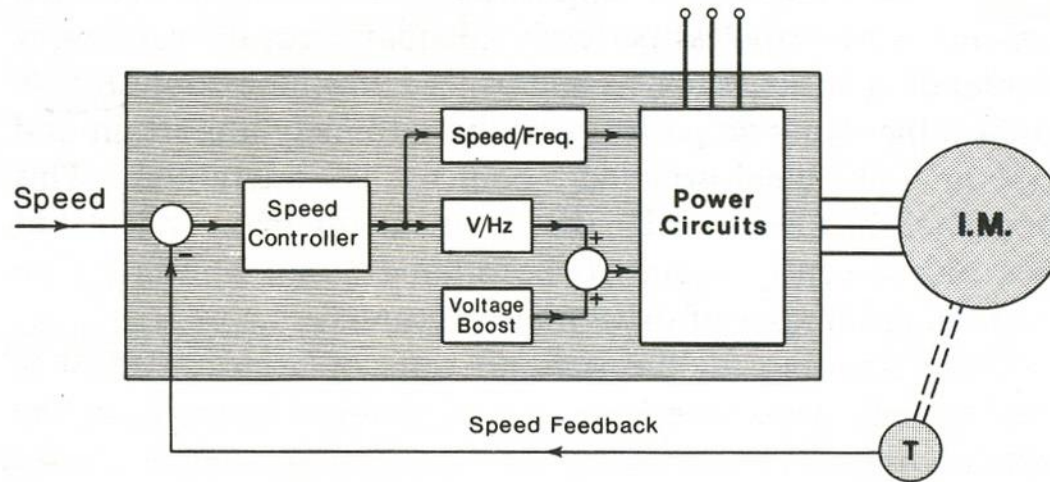 Speed
Speed
Controller
Speed/Freq.
V/Hz
Voltage
Boost
+
+
-
Power
Circuits
I.M.
Speed Feedback
T